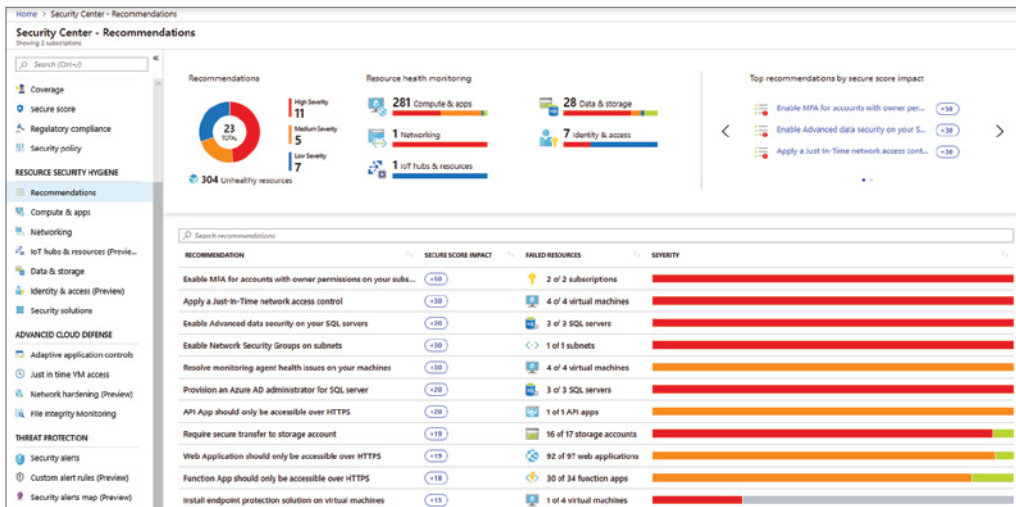 Home > Security Center - Recommendations
Security Center - Recommendations
Showing 2 subscriptions
Search (Ctrl+/)
«
Coverage
Secure score
Regulatory compliance
Security policy
RESOURCE SECURITY HYGIENE
Recommendations
Compute & apps
Networking
IoT hubs & resources (Previe...
Data & storage
Identity & access (Preview)
Security solutions
ADVANCED CLOUD DEFENSE
Adaptive application controls
Just in time VM access
Network hardening (Preview)
File Integrity Monitoring
THREAT PROTECTION
Security alerts
Custom alert rules (Preview)
Security alerts map (Preview)
Recommendations
23
TOTAL
High Severity
11
Medium Severity
5
Low Severity
7
304 Unhealthy resources
Resource health monitoring
281 Compute & apps
1 Networking
1 IoT hubs & resources
28 Data & storage
7 Identity & access
Top recommendations by secure score impact
Enable MFA for accounts with owner per... +50
Enable Advanced data security on your S... +30
Apply a Just-In-Time network access cont... +30
Search recommendations
RECOMMENDATION SECURE SCORE IMPACT FAILED RESOURCES SEVERITY
Enable MFA for accounts with owner permissions on your subs... +50 2 of 2 subscriptions
Apply a Just-In-Time network access control +30 4 of 4 virtual machines
Enable Advanced data security on your SQL servers +30 3 of 3 SQL servers
Enable Network Security Groups on subnets +30 1 of 1 subnets
Resolve monitoring agent health issues on your machines +30 4 of 4 virtual machines
Provision an Azure AD administrator for SQL server +20 3 of 3 SQL servers
API App should only be accessible over HTTPS +20 1 of 1 API apps
Require secure transfer to storage account +19 16 of 17 storage accounts
Web Application should only be accessible over HTTPS +19 92 of 97 web applications
Function App should only be accessible over HTTPS +18 30 of 34 function apps
Install endpoint protection solution on virtual machines +15 1 of 4 virtual machines